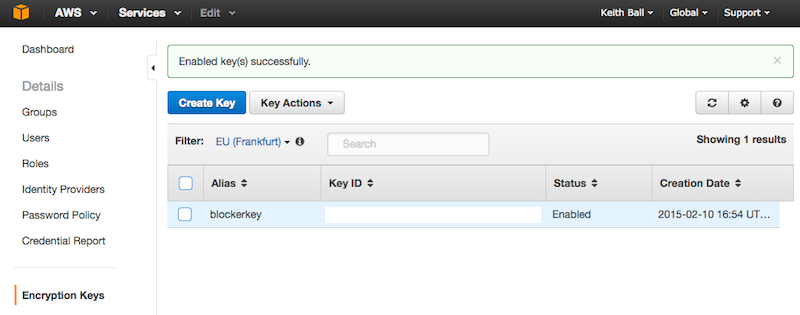 AWS Services Edit Keith Ball Global Support
Dashboard
Details
Groups
Users
Roles
Identity Providers
Password Policy
Credential Report
Encryption Keys
Enabled key(s) successfully.
Create Key Key Actions
Filter: EU (Frankfurt) Search Showing 1 results
Alias Key ID Status Creation Date
blockerkey Enabled 2015-02-10 16:54 UT…